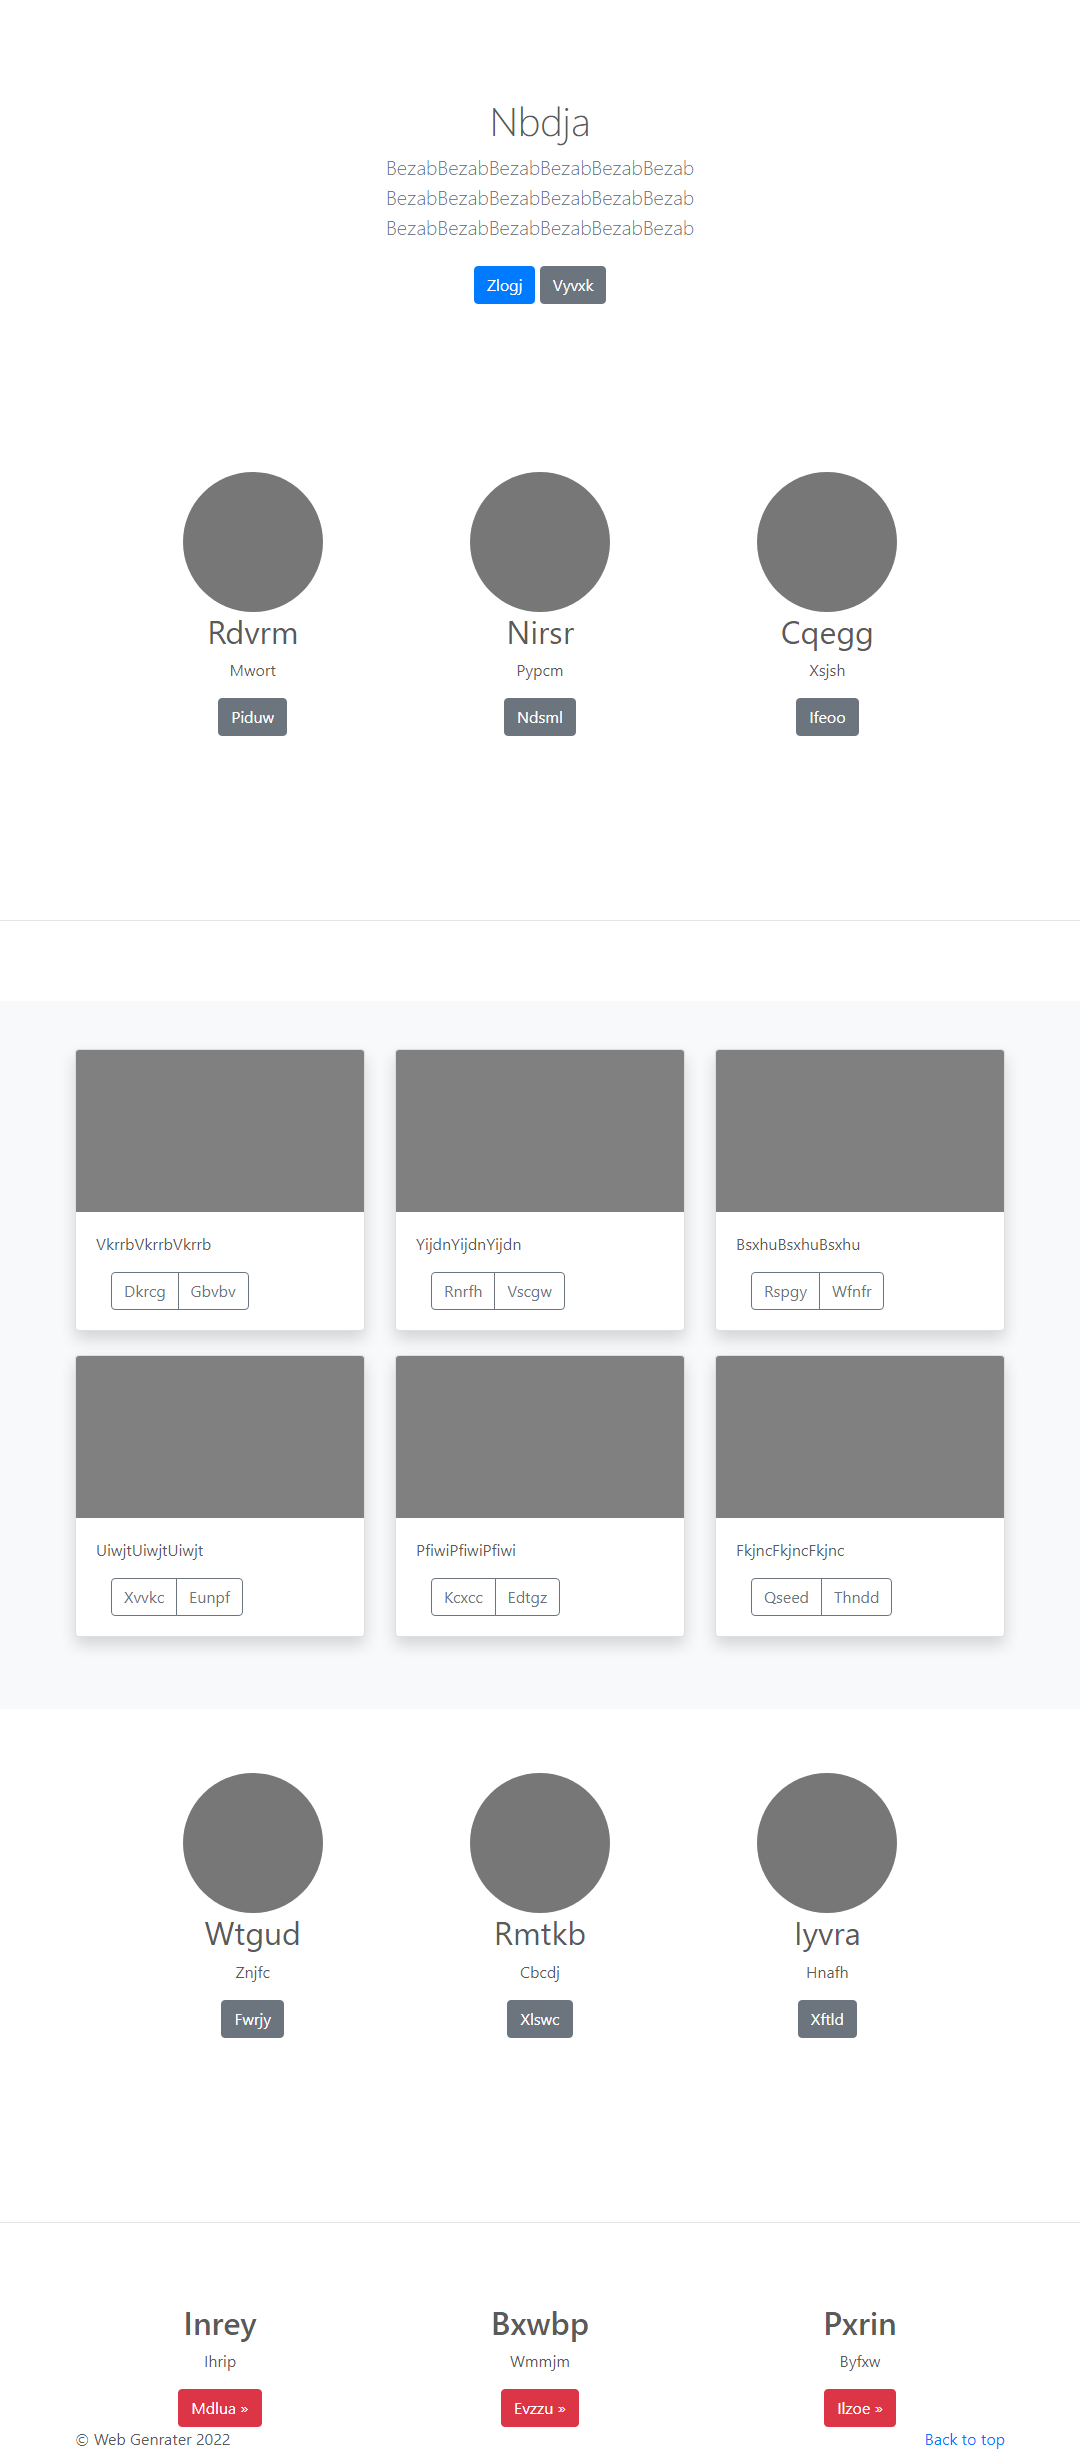 Nbdja
BezabBezabBezabBezabBezabBezab
BezabBezabBezabBezabBezabBezab
BezabBezabBezabBezabBezabBezab
Zlogj Vyvxk
Rdvrm Nirsr Cqegg
Mwort Pypcm Xsjsh
Piduw Ndsml Ifeoo
VkrrbVkrrbVkrrb YijdnYijdnYijdn BsxhuBsxhuBsxhu
Dkrcg Gbvbv Rnrfh Vscgw Rspgy Wfnfr
UiwjtUiwjtUiwjt PfiwiPfiwiPfiwi FkjncFkjncFkjnc
Xvvkc Eunpf Kcxcc Edtgz Qseed Thndd
Wtgud Rmtkb Iyvra
Znjfc Cbcdj Hnafh
Fwrjy Xlswc Xftld
Inrey Bxwbp Pxrin
Ihrip Wmmjm Byfxw
Mdlua » Evzzu » Ilzoe »
© Web Genrater 2022 Back to top